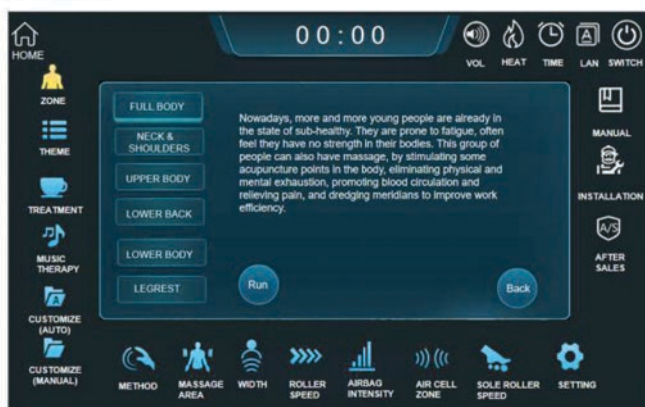 00:00
HOME
VOL
HEAT
TIME
A
LAN
SWITCH
ZONE
THEME
TREATMENT
MUSIC
THERAPY
A
CUSTOMIZE
(AUTO)
CUSTOMIZE
(MANUAL)
FULL BODY
NECK &
SHOULDERS
UPPER BODY
LOWER BACK
LOWER BODY
LEGREST
Nowadays, more and more young people are already in
the state of sub-healthy. They are prone to fatigue, often
feel they have no strength in their bodies. This group of
people can also have massage, by stimulating some
acupuncture points in the body, eliminating physical and
mental exhaustion, promoting blood circulation and
relieving pain, and dredging meridians to improve work
efficiency.
Run
Back
MANUAL
INSTALLATION
A/S
AFTER
SALES
METHOD
MASSAGE
AREA
WIDTH
ROLLER
SPEED
AIRBAG
INTENSITY
AIR CELL
ZONE
SOLE ROLLER
SPEED
SETTING